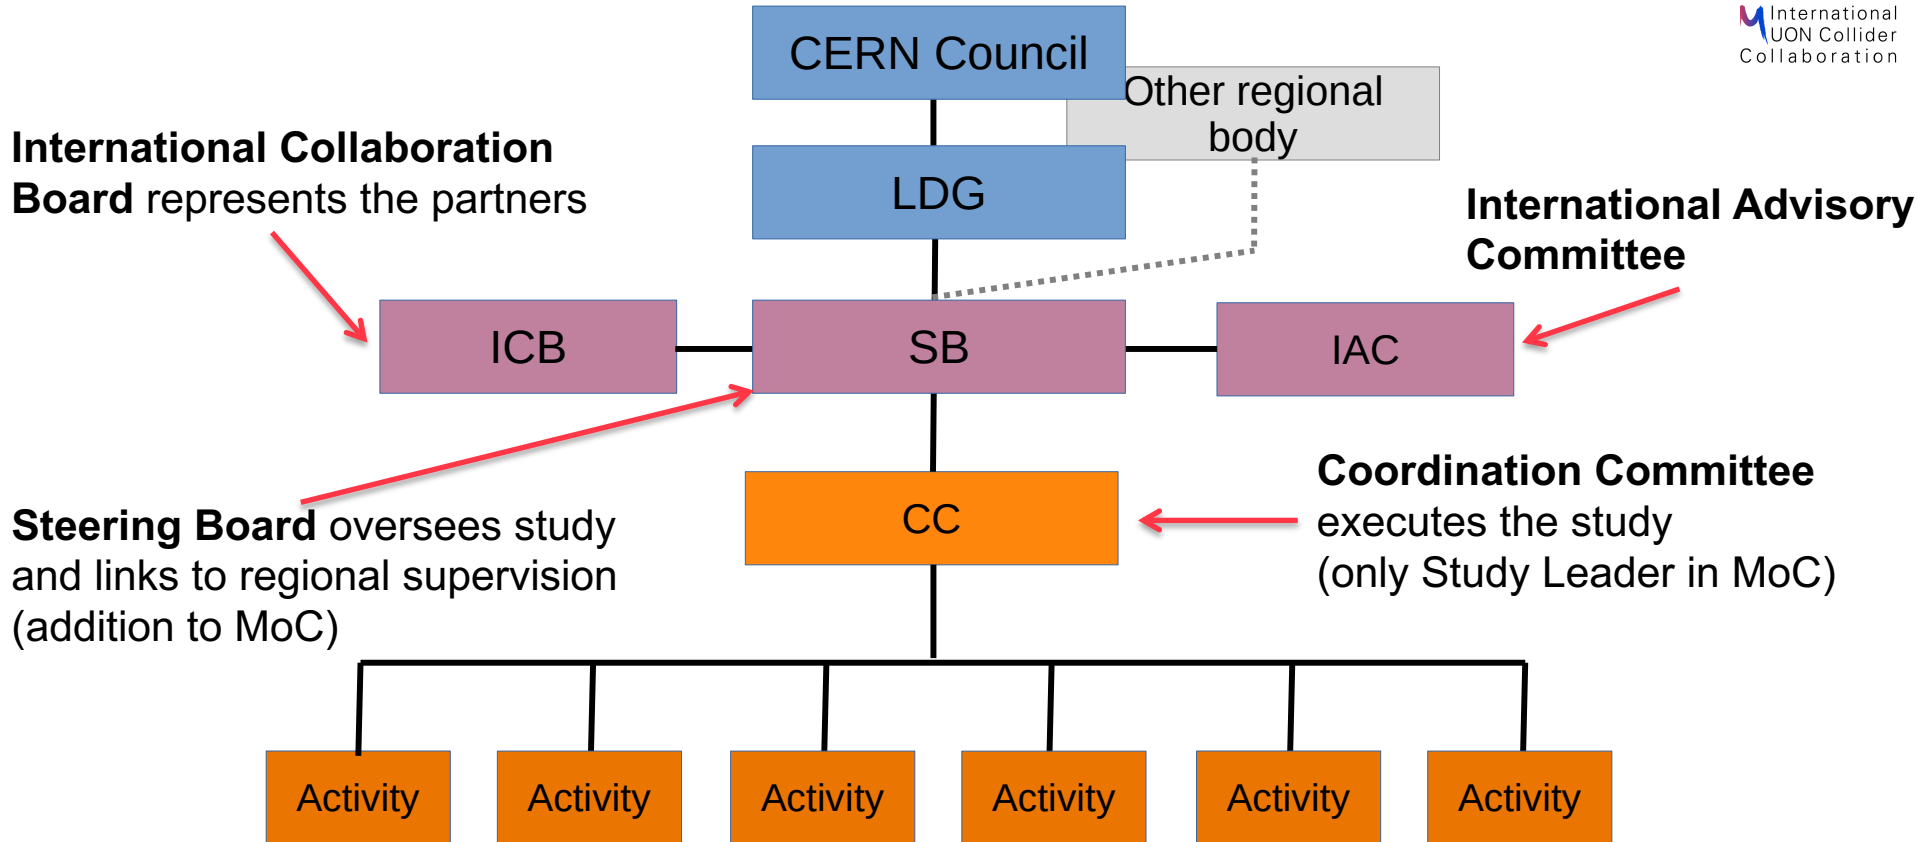 International
UON Collider
Collaboration
CERN Council
Other regional
body
International Collaboration
Board represents the partners
LDG
International Advisory
Committee
ICB
SB
IAC
Steering Board oversees study
and links to regional supervision
(addition to MoC)
CC
Coordination Committee
executes the study
(only Study Leader in MoC)
Activity
Activity
Activity
Activity
Activity
Activity